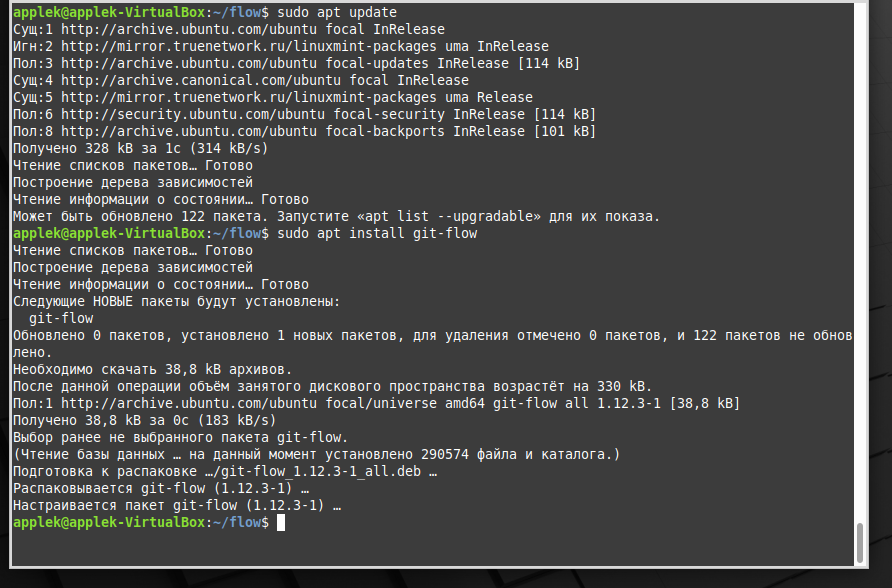 applek@applek-VirtualBox:~/flow$ sudo apt update
Сущ:1 http://archive.ubuntu.com/ubuntu focal InRelease
Игн:2 http://mirror.truenetwork.ru/linuxmint-packages uma InRelease
Пол:3 http://archive.ubuntu.com/ubuntu focal-updates InRelease [114 kB]
Сущ:4 http://archive.canonical.com/ubuntu focal InRelease
Сущ:5 http://mirror.truenetwork.ru/linuxmint-packages uma Release
Пол:6 http://security.ubuntu.com/ubuntu focal-security InRelease [114 kB]
Пол:8 http://archive.ubuntu.com/ubuntu focal-backports InRelease [101 kB]
Получено 328 kB за 1с (314 kB/s)
Чтение списков пакетов… Готово
Построение дерева зависимостей
Чтение информации о состоянии… Готово
Может быть обновлено 122 пакета. Запустите «apt list --upgradable» для их показа.
applek@applek-VirtualBox:~/flow$ sudo apt install git-flow
Чтение списков пакетов… Готово
Построение дерева зависимостей
Чтение информации о состоянии… Готово
Следующие НОВЫЕ пакеты будут установлены:
  git-flow
Обновлено 0 пакетов, установлено 1 новых пакетов, для удаления отмечено 0 пакетов, и 122 пакетов не обнов
лено.
Необходимо скачать 38,8 kB архивов.
После данной операции объём занятого дискового пространства возрастёт на 330 kB.
Пол:1 http://archive.ubuntu.com/ubuntu focal/universe amd64 git-flow all 1.12.3-1 [38,8 kB]
Получено 38,8 kB за 0с (183 kB/s)
Выбор ранее не выбранного пакета git-flow.
(Чтение базы данных … на данный момент установлено 290574 файла и каталога.)
Подготовка к распаковке …/git-flow_1.12.3-1_all.deb …
Распаковывается git-flow (1.12.3-1) …
Настраивается пакет git-flow (1.12.3-1) …
applek@applek-VirtualBox:~/flow$